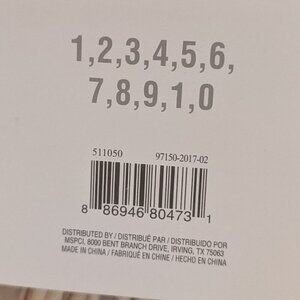 1,2,3,4,5,6,
7,8,9,1,0
511050 97150-2017-02
8 86946 80473 1
DISTRIBUTED BY / DISTRIBUÉ PAR / DISTRIBUIDO POR
MSPCI, 8000 BENT BRANCH DRIVE, IRVING, TX 75063
MADE IN CHINA / FABRIQUÉ EN CHINE / HECHO EN CHINA